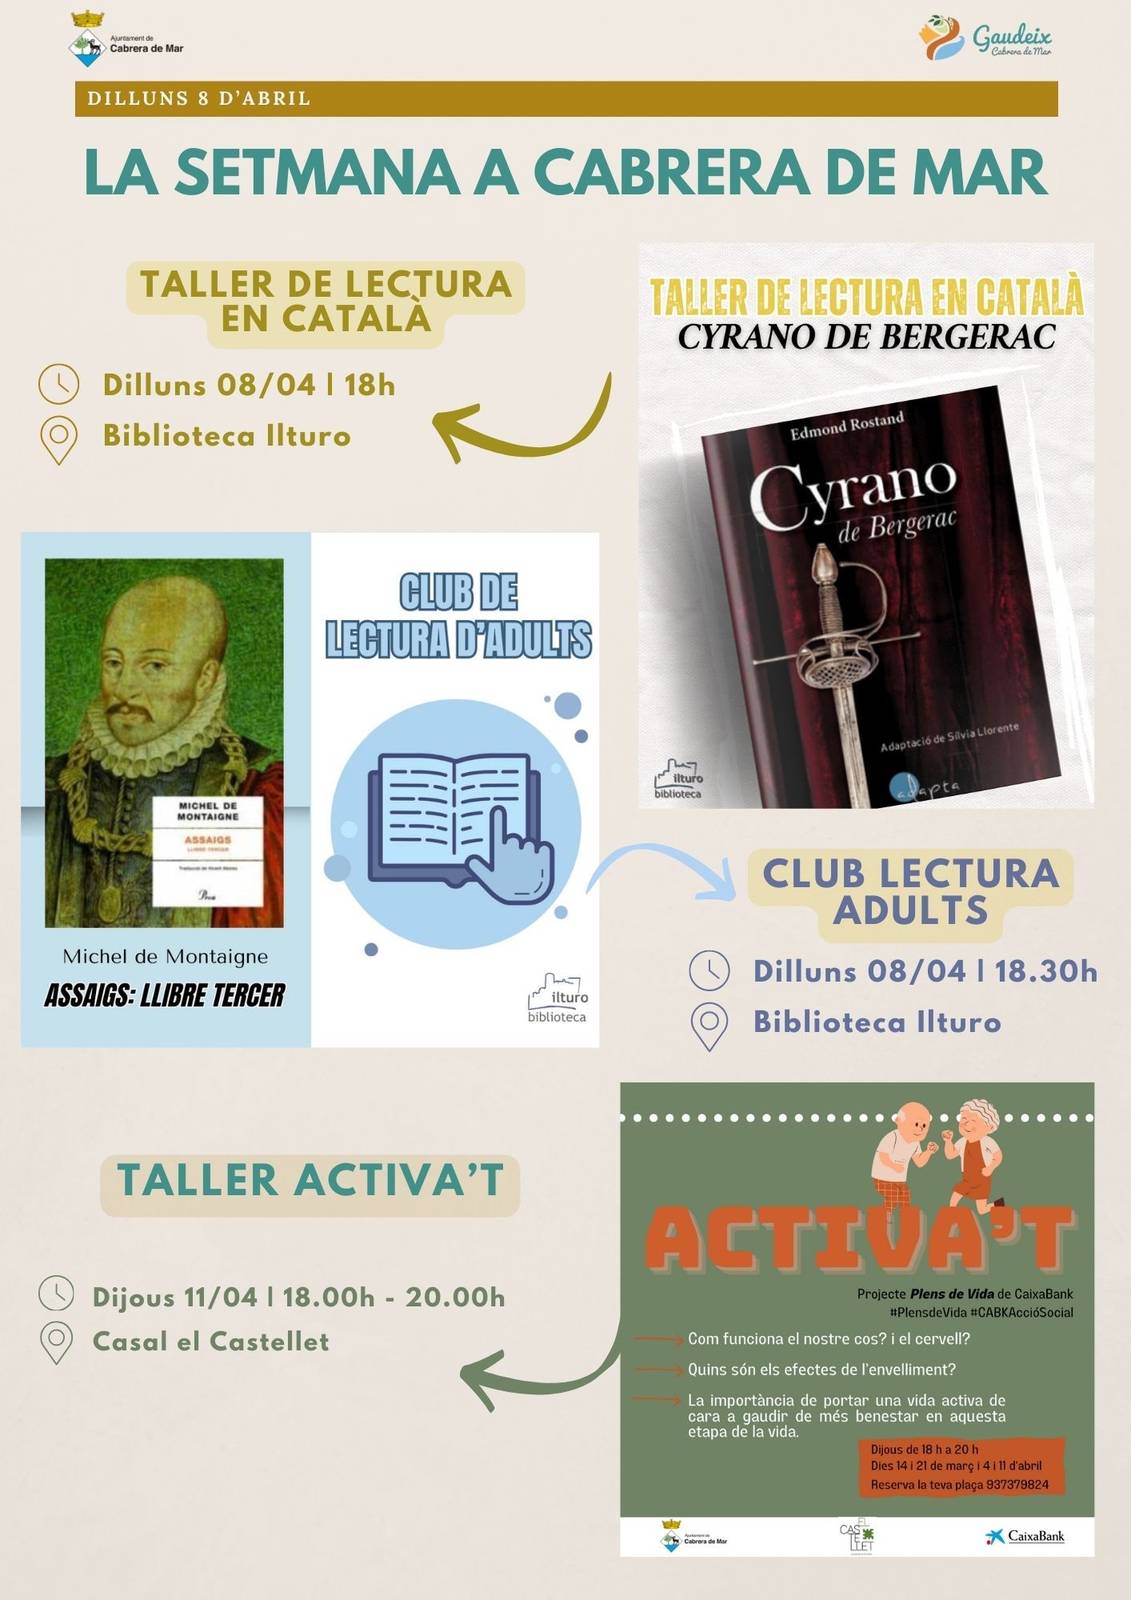 Ajuntament de
Cabrera de Mar
Gaudeix
Cabrera de Mar
DILLUNS 8 D'ABRIL
LA SETMANA A CABRERA DE MAR
TALLER DE LECTURA
EN CATALÀ
Dilluns 08/04 | 18h
Biblioteca Ilturo
TALLER DE LECTURA EN CATALÀ
CYRANO DE BERGERAC
Edmond Rostand
Cyrano
de Bergerac
Adaptació de Sílvia Llorente
adapta
ilturo
biblioteca
MICHEL DE
MONTAIGNE
ASSAIGS
LLIBRE TERCER
Proa
Michel de Montaigne
ASSAIGS: LLIBRE TERCER
CLUB DE
LECTURA D'ADULTS
ilturo
biblioteca
CLUB LECTURA
ADULTS
Dilluns 08/04 | 18.30h
Biblioteca Ilturo
TALLER ACTIVA'T
Dijous 11/04 | 18.00h - 20.00h
Casal el Castellet
ACTIVA'T
Projecte Plens de Vida de CaixaBank
#PlensdeVida #CABKAccióSocial
Com funciona el nostre cos? i el cervell?
Quins són els efectes de l'envelliment?
La importància de portar una vida activa de
cara a gaudir de més benestar en aquesta
etapa de la vida.
Dijous de 18 h a 20 h
Dies 14 i 21 de març i 4 i 11 d'abril
Reserva la teva plaça 937379824
Ajuntament de
Cabrera de Mar
EL
CAS
TE
LLET
CaixaBank